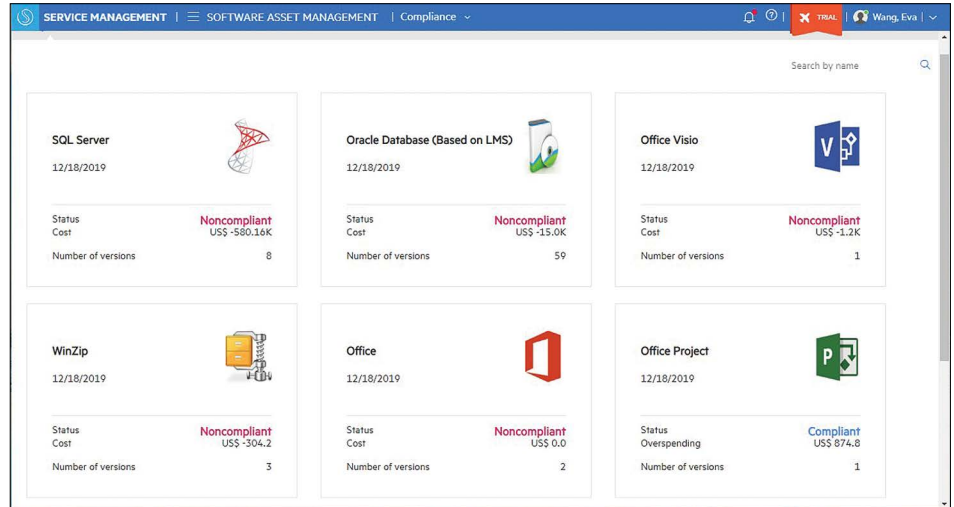 SERVICE MANAGEMENT | SOFTWARE ASSET MANAGEMENT | Compliance | TRIAL | Wang, Eva |
Search by name
SQL Server
12/18/2019
Status Noncompliant
Cost US$ -580.16K
Number of versions 8
Oracle Database (Based on LMS)
12/18/2019
Status Noncompliant
Cost US$ -15.0K
Number of versions 59
Office Visio
12/18/2019
Status Noncompliant
Cost US$ -1.2K
Number of versions 1
WinZip
12/18/2019
Status Noncompliant
Cost US$ -304.2
Number of versions 3
Office
12/18/2019
Status Noncompliant
Cost US$ 0.0
Number of versions 2
Office Project
12/18/2019
Status Compliant
Overspending US$ 874.8
Number of versions 1